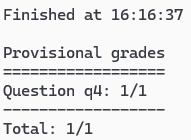 Finished at 16:16:37
Provisional grades
==================
Question q4: 1/1
------------------
Total: 1/1